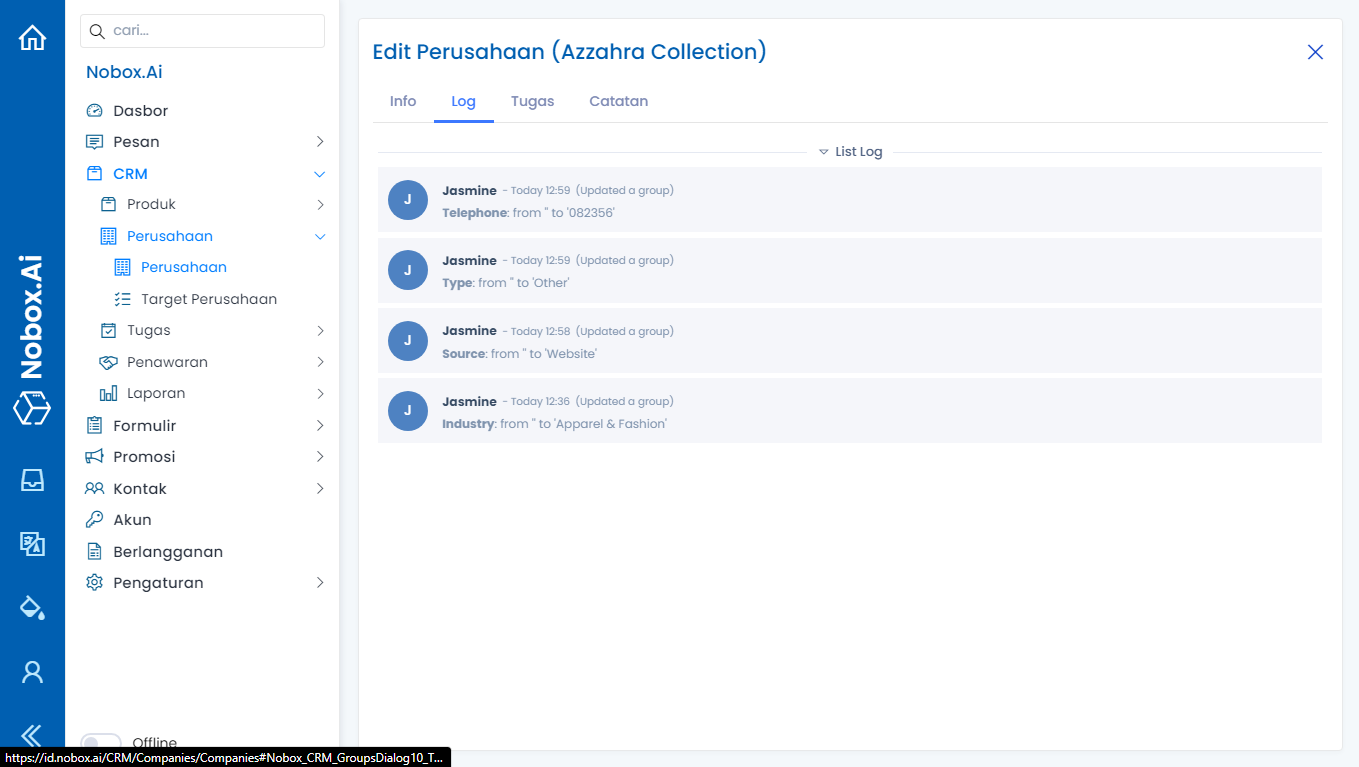 cari...
Nobox.Ai
Dasbor
Pesan
CRM
Produk
Perusahaan
Perusahaan
Target Perusahaan
Tugas
Penawaran
Laporan
Formulir
Promosi
Kontak
Akun
Berlangganan
Pengaturan
Offline
Nobox.Ai
Edit Perusahaan (Azzahra Collection)
Info Log Tugas Catatan
List Log
J
Jasmine - Today 12:59 (Updated a group)
Telephone: from '' to '082356'
J
Jasmine - Today 12:59 (Updated a group)
Type: from '' to 'Other'
J
Jasmine - Today 12:58 (Updated a group)
Source: from '' to 'Website'
J
Jasmine - Today 12:36 (Updated a group)
Industry: from '' to 'Apparel & Fashion'
https://id.nobox.ai/CRM/Companies/Companies#Nobox_CRM_GroupsDialog10_T...